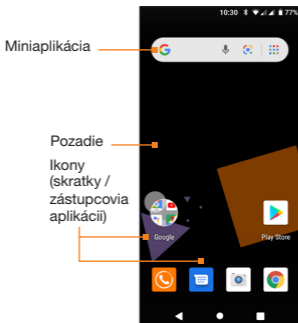 10:30 77%
Miniaplikácia
G
Pozadie
Ikony
(skratky /
zástupcovia
aplikácií)
Google Play Store